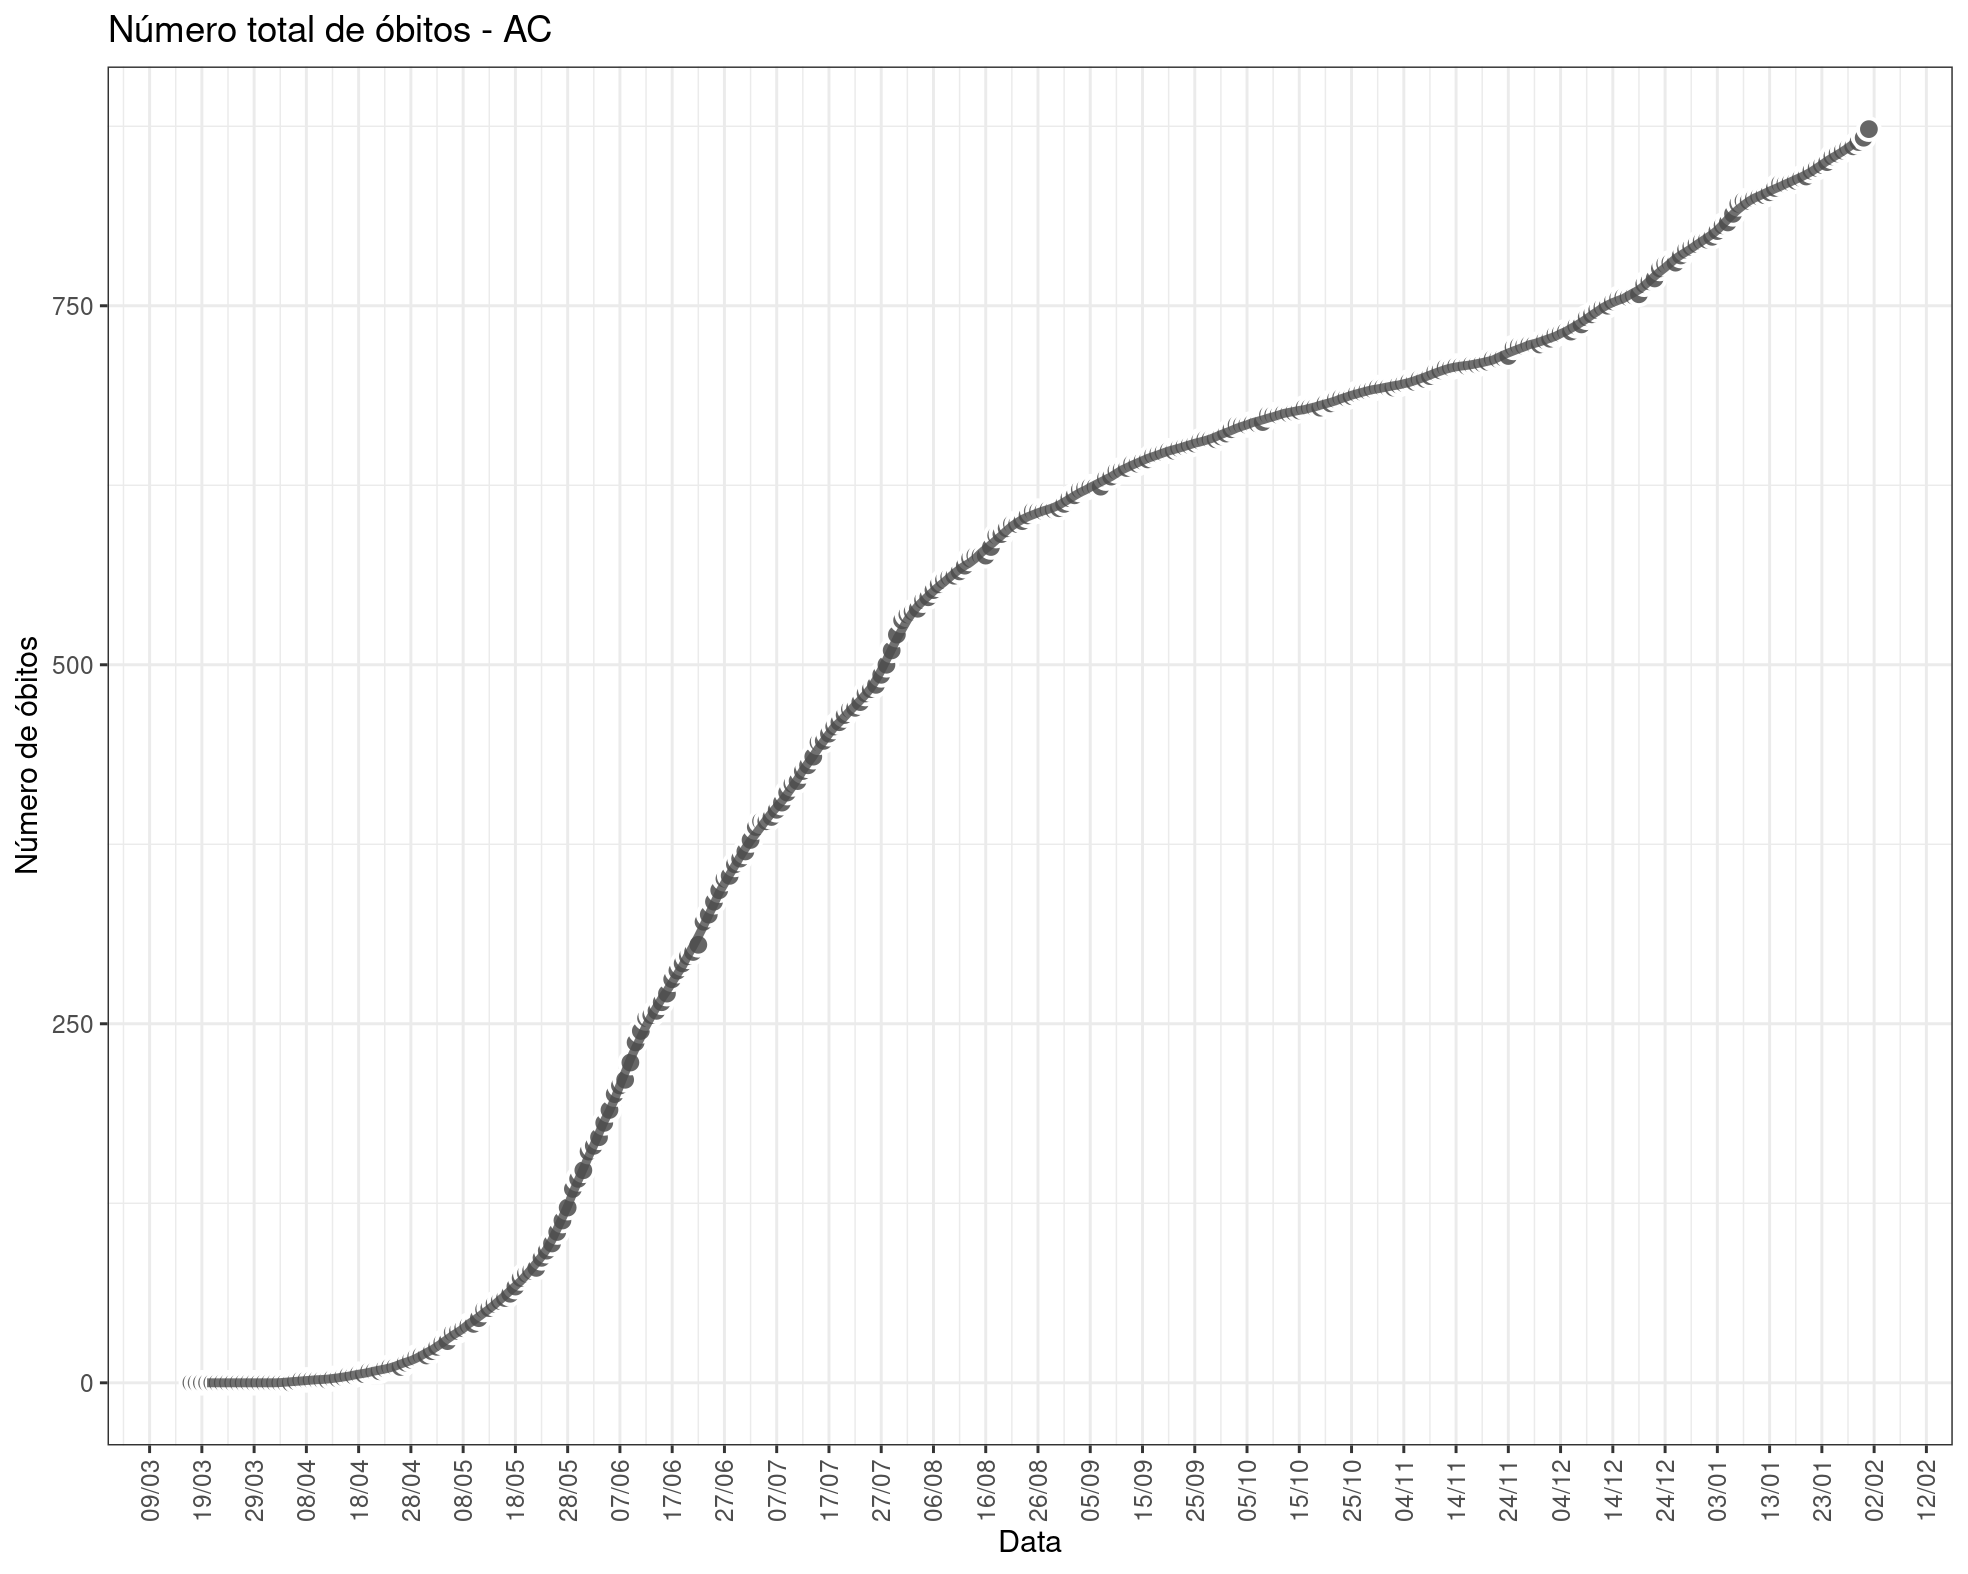 Número total de óbitos - AC
Número de óbitos
750
500
250
0
09/03 19/03 29/03 08/04 18/04 28/04 08/05 18/05 28/05 07/06 17/06 27/06 07/07 17/07 27/07 06/08 16/08 26/08 05/09 15/09 25/09 05/10 15/10 25/10 04/11 14/11 24/11 04/12 14/12 24/12 03/01 13/01 23/01 02/02 12/02
Data